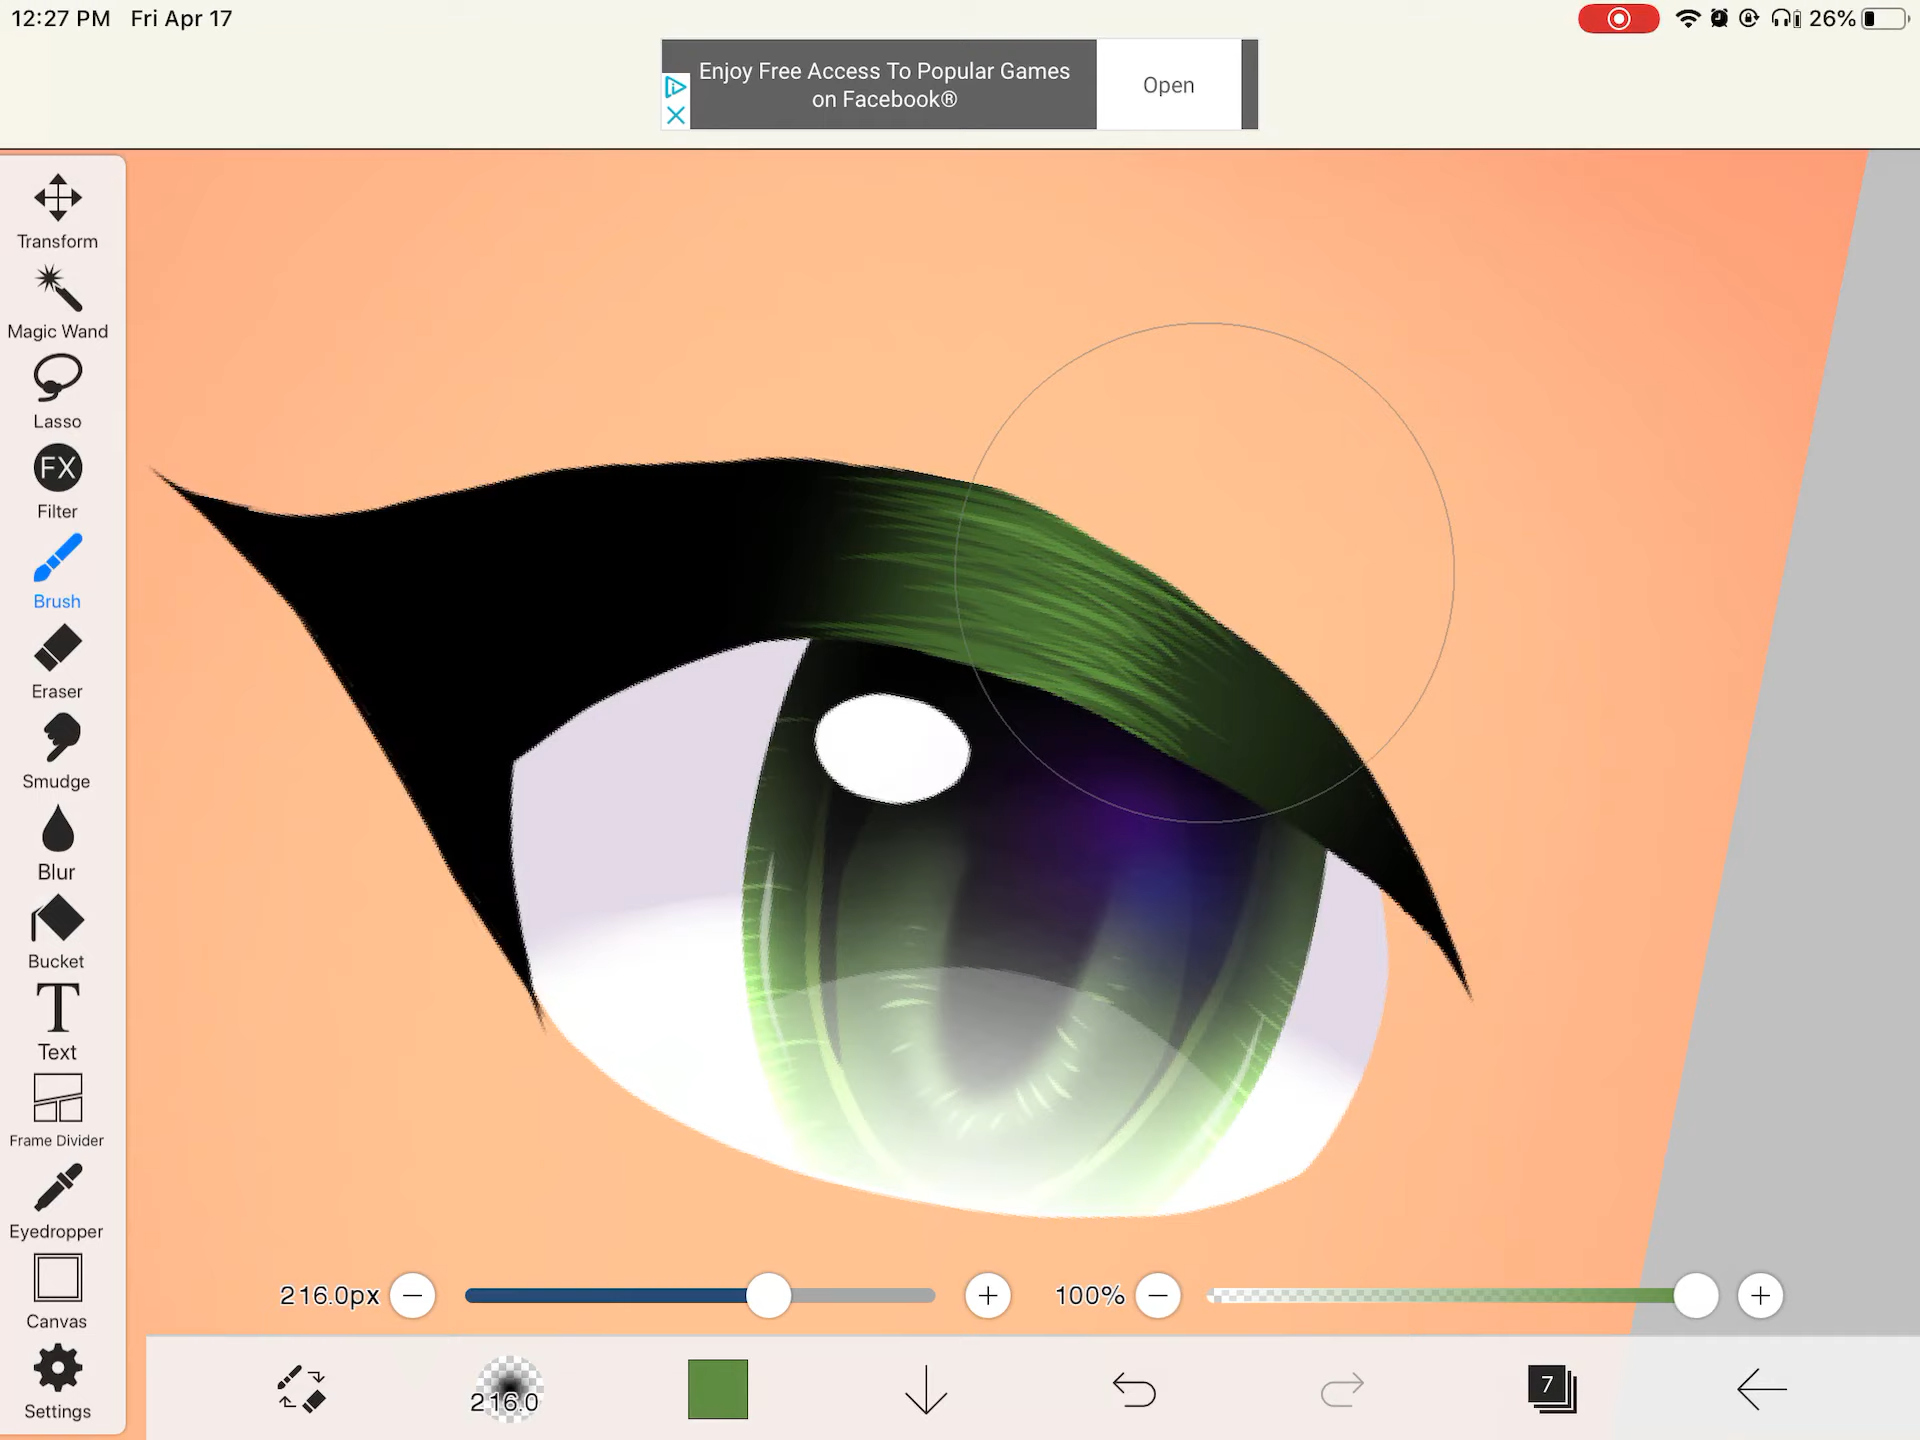 12:27 PM Fri Apr 17
26%
Enjoy Free Access To Popular Games
on Facebook®
Open
Transform
Magic Wand
Lasso
FX
Filter
Brush
Eraser
Smudge
Blur
Bucket
T
Text
Frame Divider
Eyedropper
Canvas
Settings
216.0px
100%
216.0
7